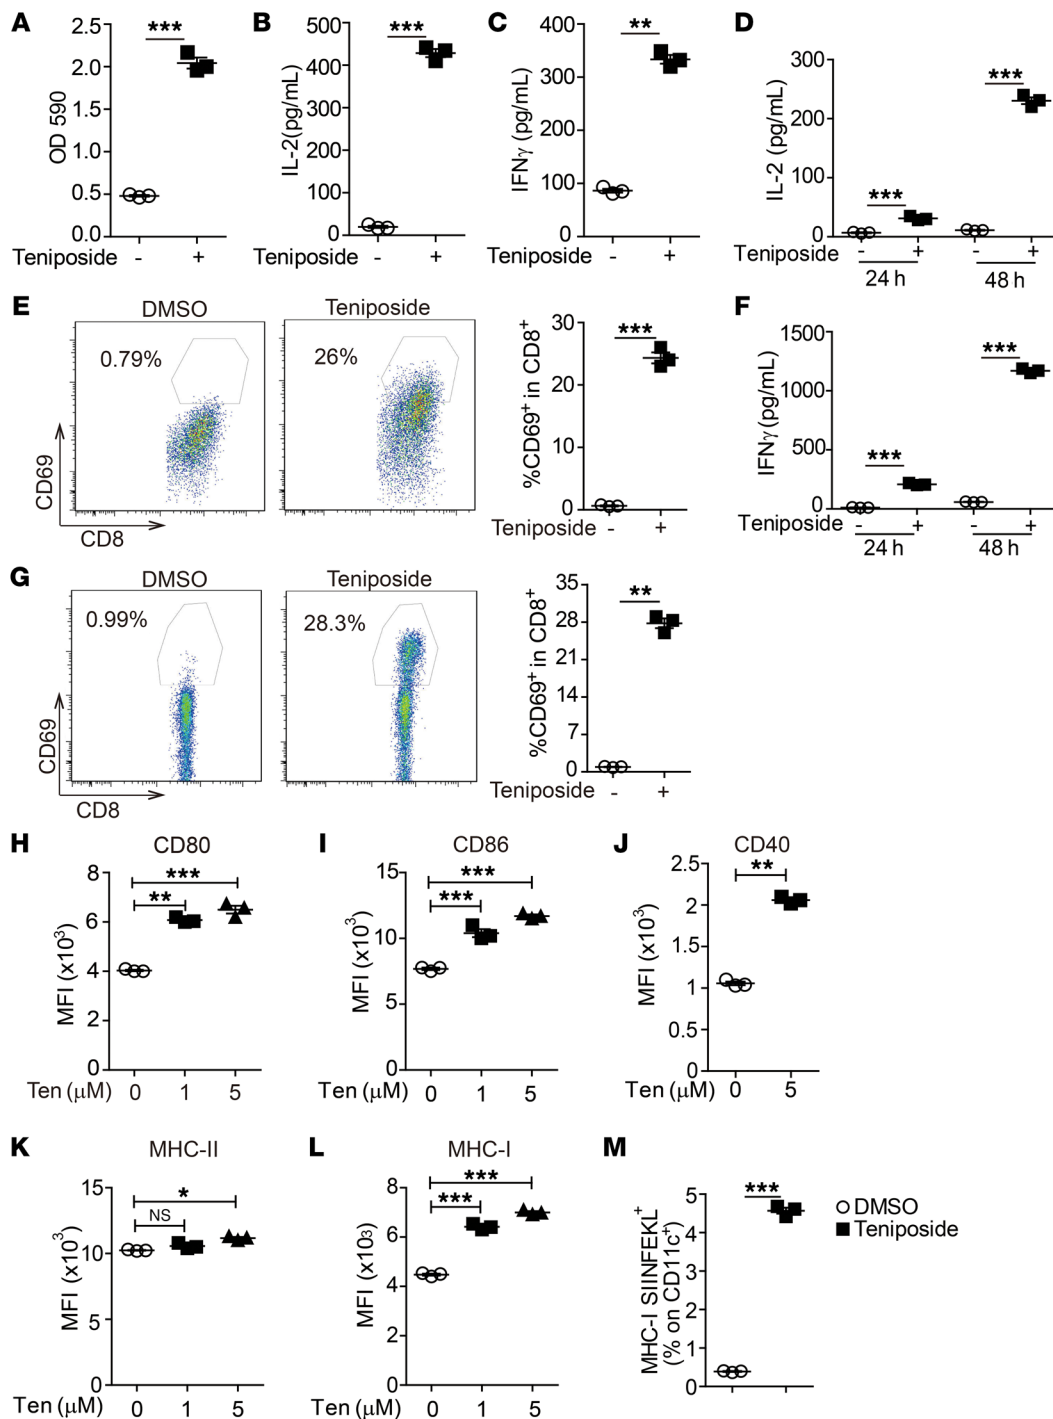 A
OD 590
2.5
2.0
1.5
1.0
0.5
0.0
***
Teniposide - +
B
IL-2(pg/mL)
500
400
300
200
100
0
***
- +
C
IFNγ (pg/mL)
400
300
200
100
0
**
- +
D
IL-2 (pg/mL)
300
200
100
0
***
***
Teniposide - + - +
24 h 48 h
E
DMSO
0.79%
Teniposide
26%
CD69
CD8
%CD69+ in CD8+
30
20
10
0
***
Teniposide - +
F
IFNγ (pg/mL)
1500
1000
500
0
***
***
Teniposide - + - +
24 h 48 h
G
DMSO
0.99%
Teniposide
28.3%
CD69
CD8
%CD69+ in CD8+
35
28
21
14
7
0
**
Teniposide - +
H
CD80
MFI (x10³)
8
6
4
2
0
***
**
Ten (μM) 0 1 5
I
CD86
MFI (x10³)
15
10
5
0
***
***
Ten (μM) 0 1 5
J
CD40
MFI (x10³)
2.5
2
1.5
1
0.5
0
**
Ten (μM) 0 5
K
MHC-II
MFI (x10³)
15
10
5
0
*
NS
Ten (μM) 0 1 5
L
MHC-I
MFI (x103)
8
6
4
2
0
***
***
Ten (μM) 0 1 5
M
MHC-I SIINFEKL+
(% on CD11c+)
5
4
3
2
1
0
***
DMSO
Teniposide